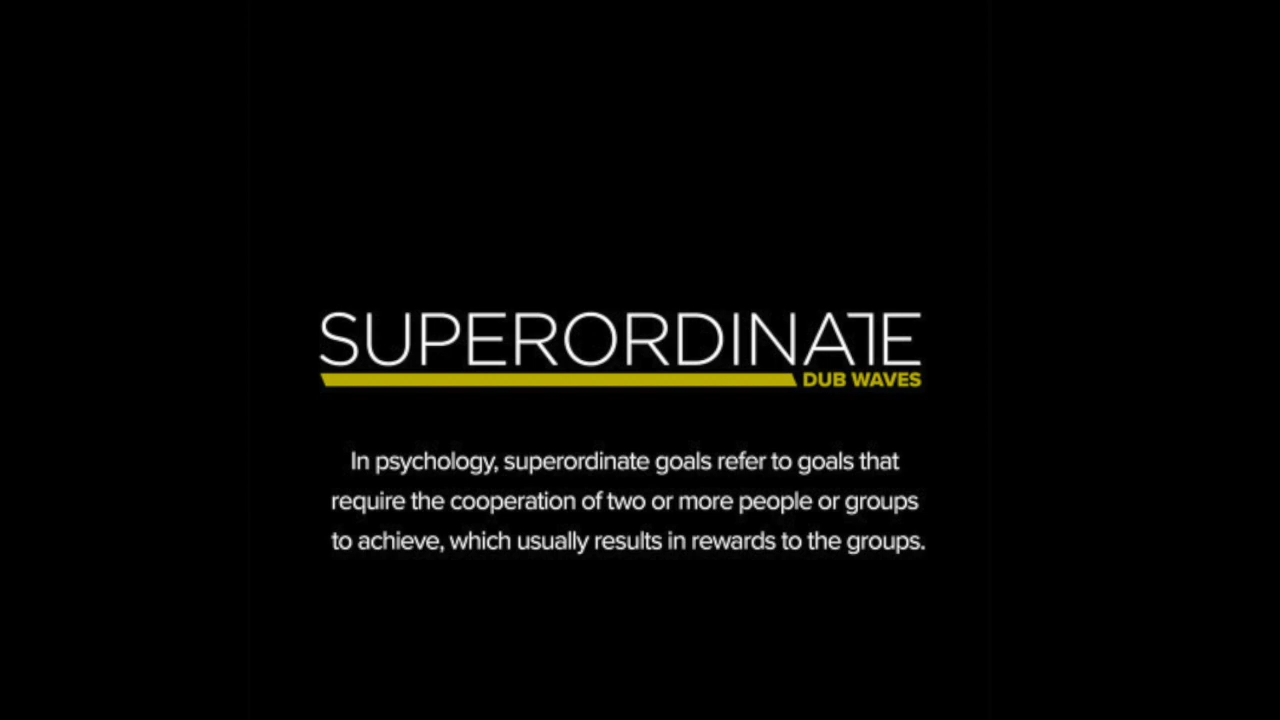 SUPERORDINATE
DUB WAVES
In psychology, superordinate goals refer to goals that
require the cooperation of two or more people or groups
to achieve, which usually results in rewards to the groups.